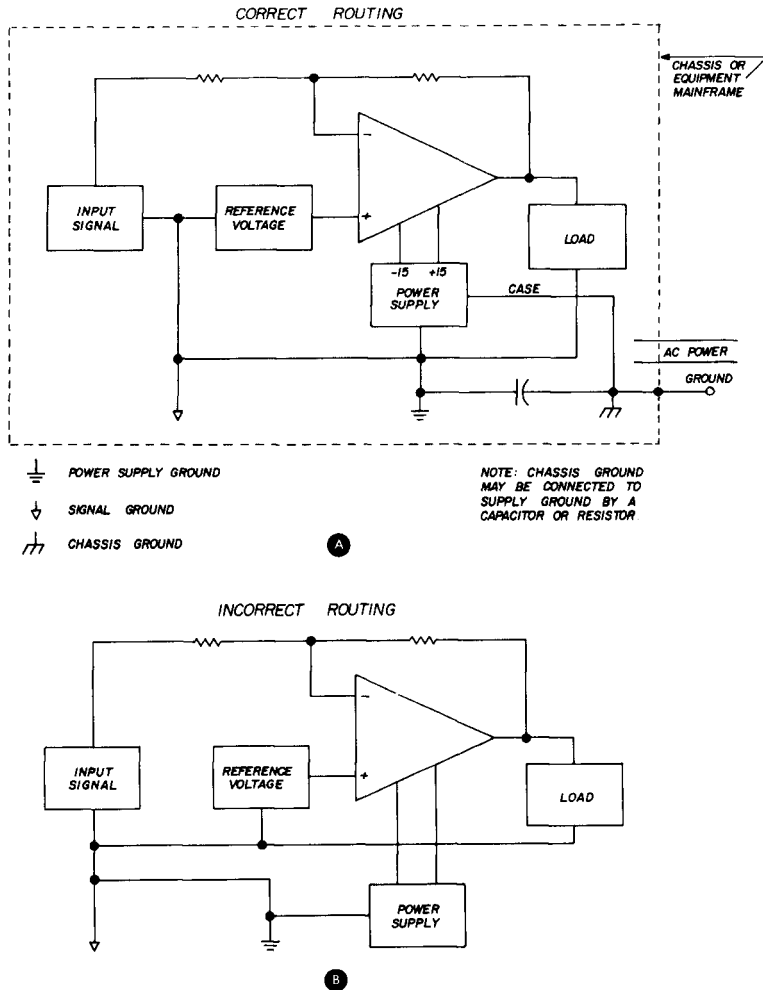 CORRECT ROUTING
CHASSIS OR
EQUIPMENT
MAINFRAME
-
INPUT
SIGNAL
REFERENCE
VOLTAGE
+
LOAD
-15 +15
POWER
SUPPLY
CASE
AC POWER
GROUND
POWER SUPPLY GROUND
SIGNAL GROUND
CHASSIS GROUND
NOTE: CHASSIS GROUND
MAY BE CONNECTED TO
SUPPLY GROUND BY A
CAPACITOR OR RESISTOR.
A
INCORRECT ROUTING
-
INPUT
SIGNAL
REFERENCE
VOLTAGE
+
LOAD
POWER
SUPPLY
B